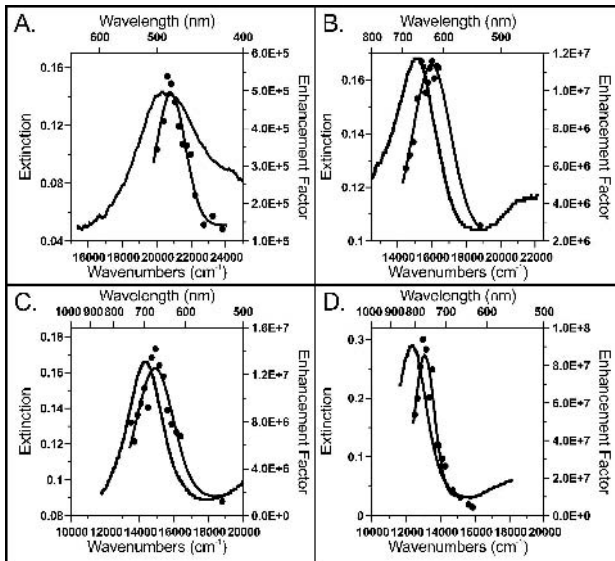 A.
Wavelength (nm)
600 500 400
0.16
0.12
0.08
0.04
Extinction
6.0E+5
5.0E+5
4.0E+5
3.0E+5
2.0E+5
1.0E+5
Enhancement Factor
16000 18000 20000 22000 24000
Wavenumbers (cm⁻¹)
B.
Wavelength (nm)
800 700 600 500
0.16
0.14
0.12
0.1
Extinction
1.2E+7
1.0E+7
8.0E+6
6.0E+6
4.0E+6
2.0E+6
Enhancement Factor
14000 16000 18000 20000 22000
Wavenumbers (cm⁻¹)
C.
Wavelength (nm)
1000 900 800 700 600 500
0.18
0.16
0.14
0.12
0.1
0.08
Extinction
1.6E+7
1.2E+7
8.0E+6
4.0E+6
0.0E+0
Enhancement Factor
10000 12000 14000 16000 18000 20000
Wavenumbers (cm⁻¹)
D.
Wavelength (nm)
1000 900 800 700 600 500
0.3
0.2
0.1
0
Extinction
1.0E+8
8.0E+7
6.0E+7
4.0E+7
2.0E+7
0.0E+0
Enhancement Factor
10000 12000 14000 16000 18000 20000
Wavenumbers (cm⁻¹)